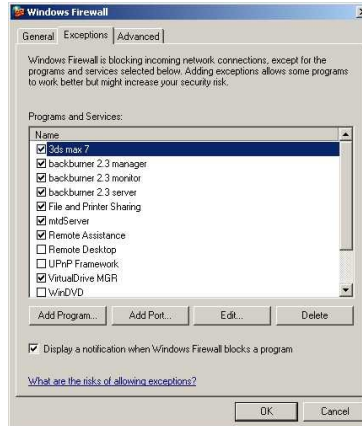 Windows Firewall
General Exceptions Advanced
Windows Firewall is blocking incoming network connections, except for the
programs and services selected below. Adding exceptions allows some programs
to work better but might increase your security risk.
Programs and Services:
Name
3ds max 7
backburner 2.3 manager
backburner 2.3 monitor
backburner 2.3 server
File and Printer Sharing
mtdServer
Remote Assistance
Remote Desktop
UPnP Framework
VirtualDrive MGR
WinDVD
Add Program... Add Port... Edit... Delete
Display a notification when Windows Firewall blocks a program
What are the risks of allowing exceptions?
OK Cancel